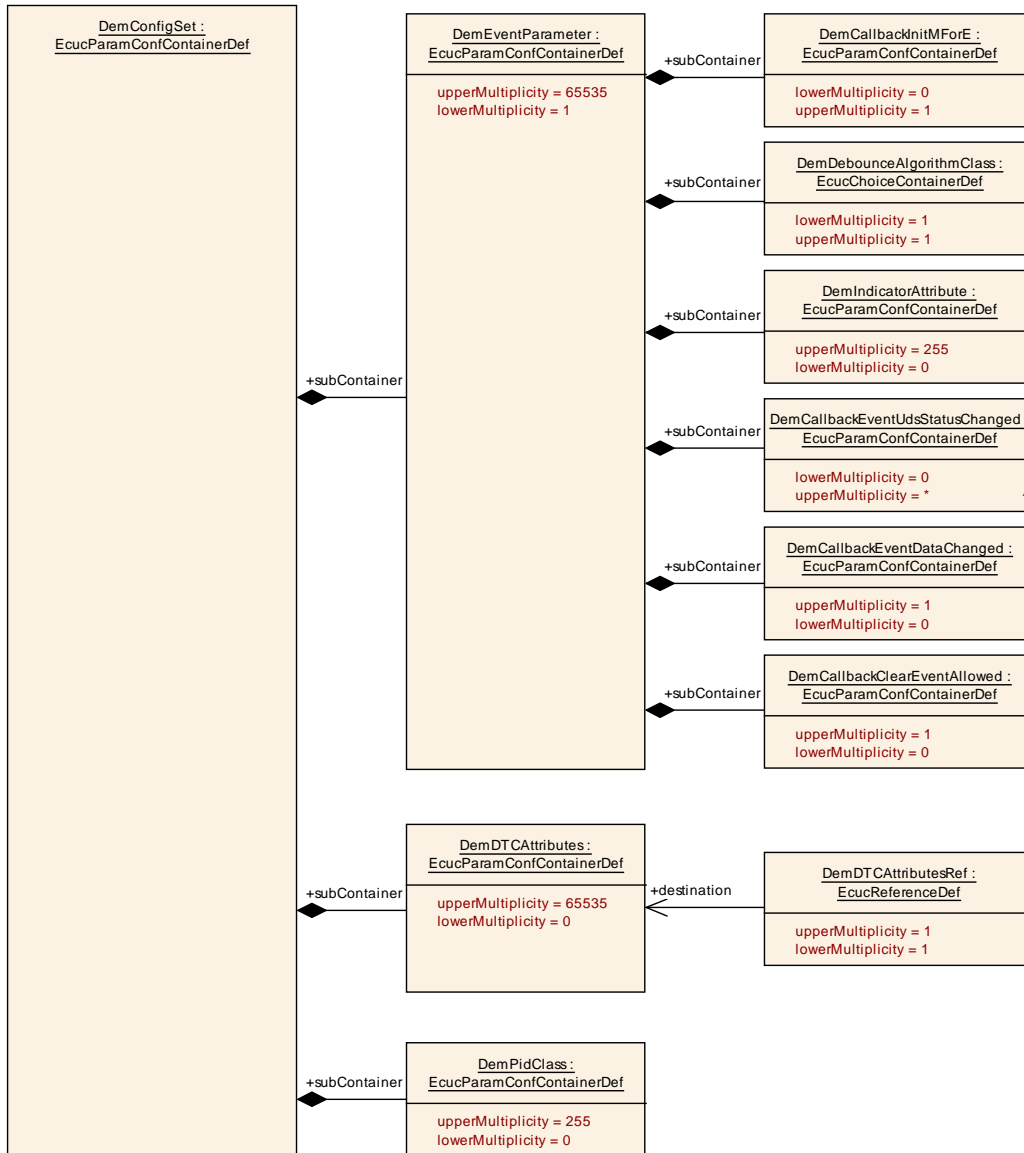 DemConfigSet :
EcucParamConfContainerDef
DemEventParameter :
EcucParamConfContainerDef
upperMultiplicity = 65535
lowerMultiplicity = 1
+subContainer
DemCallbackInitMForE :
EcucParamConfContainerDef
lowerMultiplicity = 0
upperMultiplicity = 1
+subContainer
DemDebounceAlgorithmClass :
EcucChoiceContainerDef
lowerMultiplicity = 1
upperMultiplicity = 1
+subContainer
DemIndicatorAttribute :
EcucParamConfContainerDef
upperMultiplicity = 255
lowerMultiplicity = 0
+subContainer
+subContainer
DemCallbackEventUdsStatusChanged
EcucParamConfContainerDef
lowerMultiplicity = 0
upperMultiplicity = *
+subContainer
DemCallbackEventDataChanged :
EcucParamConfContainerDef
upperMultiplicity = 1
lowerMultiplicity = 0
+subContainer
DemCallbackClearEventAllowed :
EcucParamConfContainerDef
upperMultiplicity = 1
lowerMultiplicity = 0
+subContainer
DemDTCAttributes :
EcucParamConfContainerDef
upperMultiplicity = 65535
lowerMultiplicity = 0
+destination
DemDTCAttributesRef :
EcucReferenceDef
upperMultiplicity = 1
lowerMultiplicity = 1
+subContainer
DemPidClass :
EcucParamConfContainerDef
upperMultiplicity = 255
lowerMultiplicity = 0